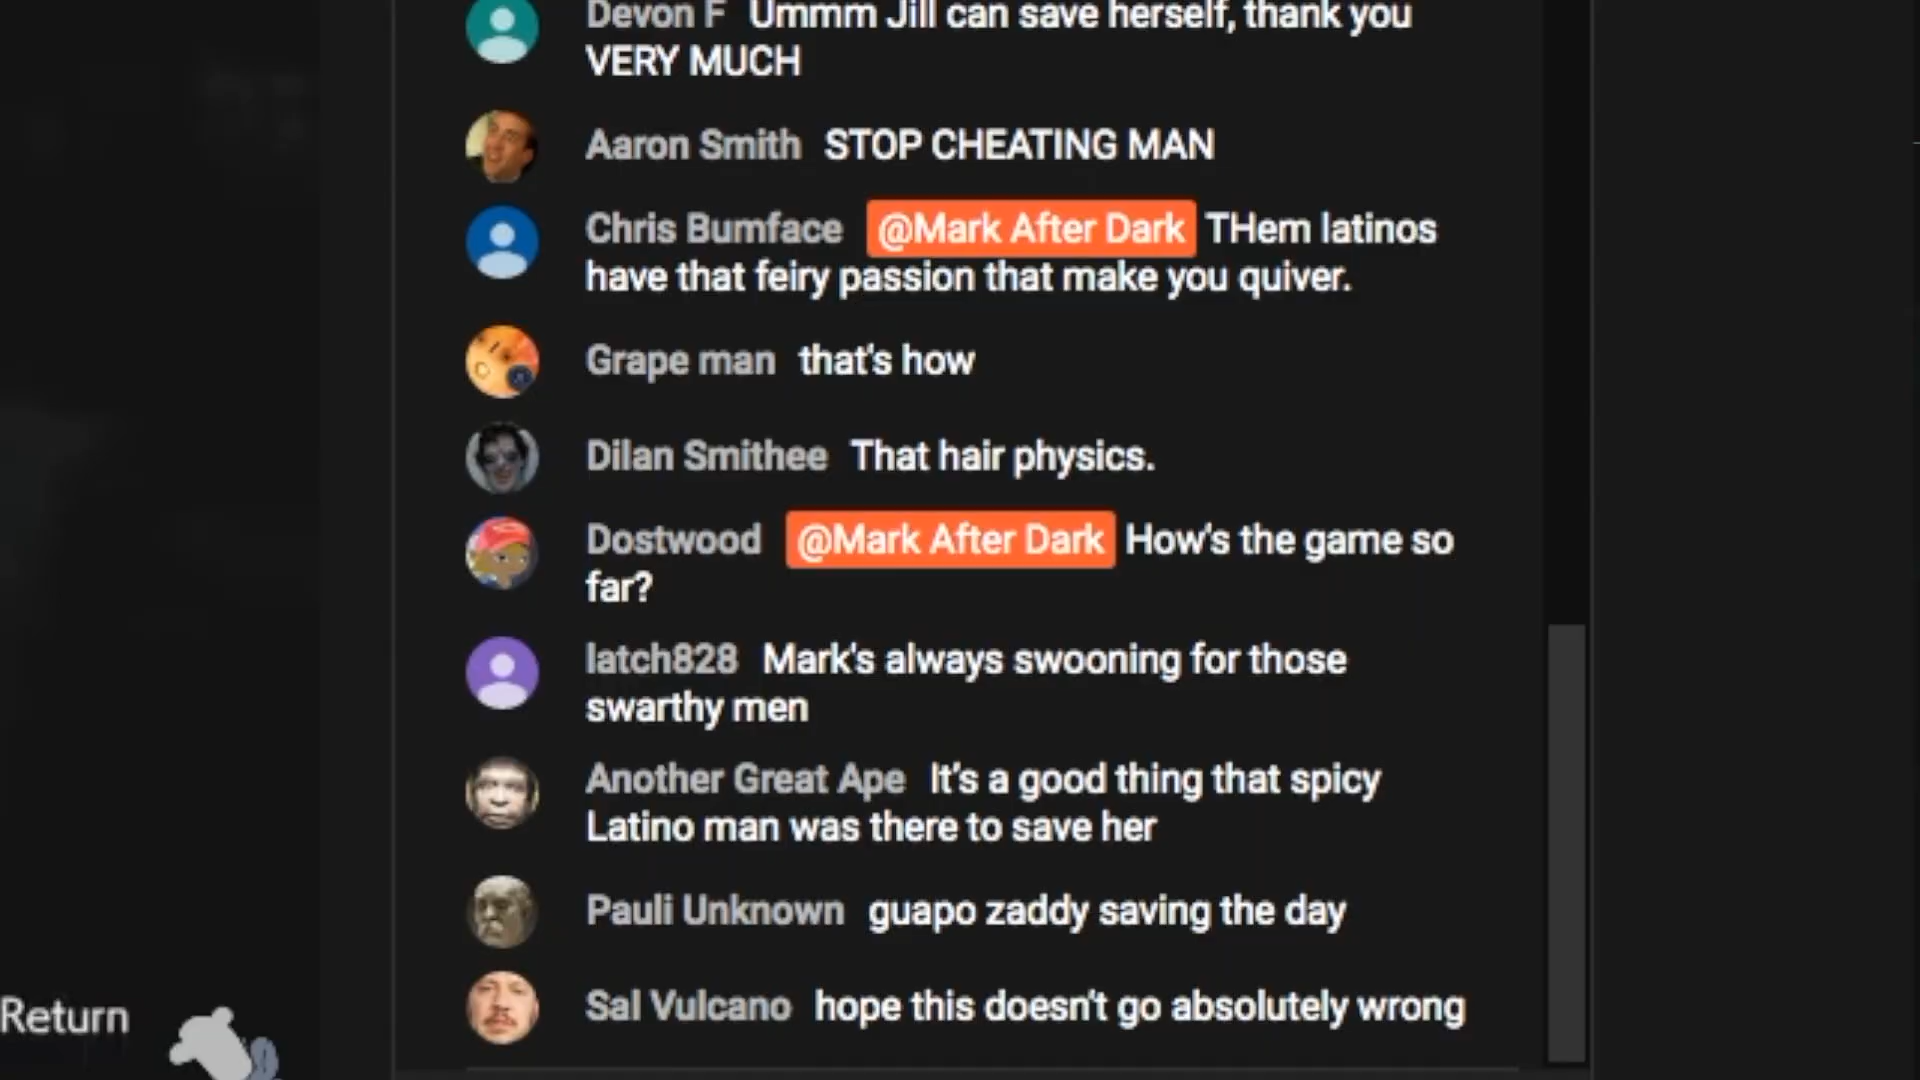 Devon F Ummm Jill can save herself, thank you
VERY MUCH
Aaron Smith STOP CHEATING MAN
Chris Bumface @Mark After Dark THem latinos
have that feiry passion that make you quiver.
Grape man that's how
Dilan Smithee That hair physics.
Dostwood @Mark After Dark How's the game so
far?
latch828 Mark's always swooning for those
swarthy men
Another Great Ape It's a good thing that spicy
Latino man was there to save her
Pauli Unknown guapo zaddy saving the day
Sal Vulcano hope this doesn't go absolutely wrong
Return